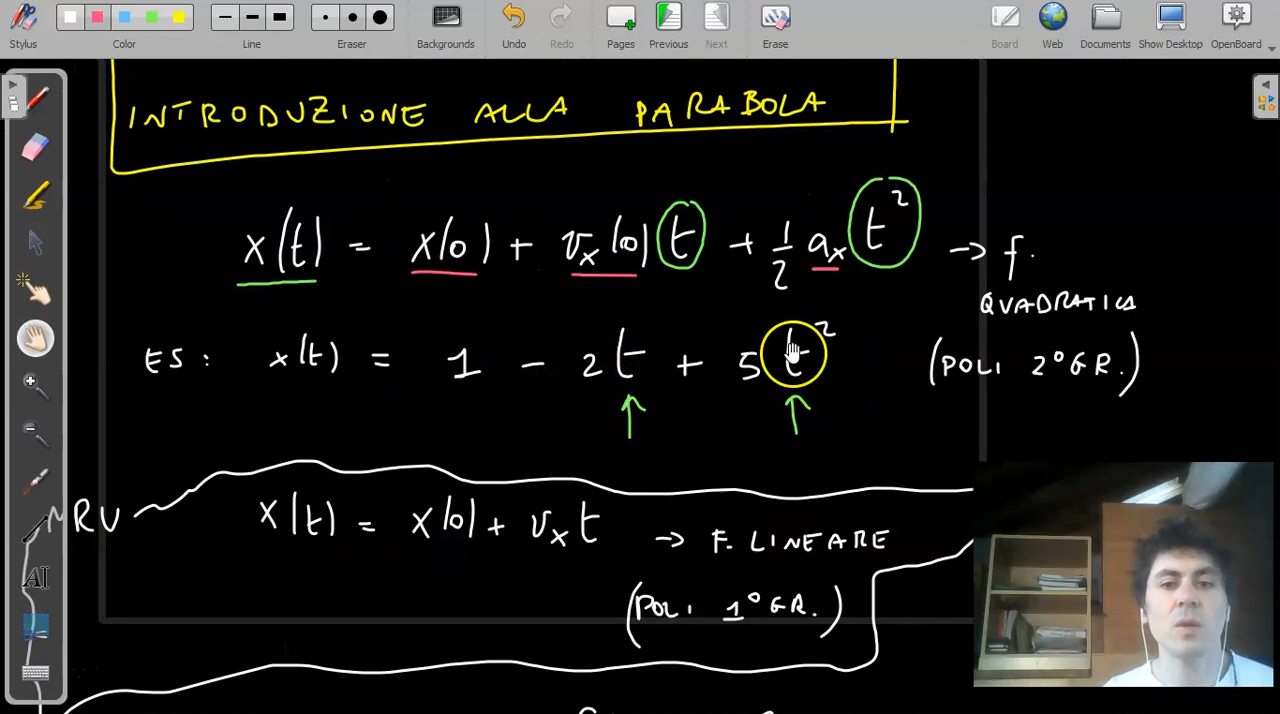 Stylus Color Line Eraser Backgrounds Undo Redo Pages Previous Next Erase Board Web Documents Show Desktop OpenBoard
INTRODUZIONE ALLA PARABOLA
x(t) = x(0) + vₓ(0) t + 1/2 aₓ t² → f.
QUADRATICA
ES : x(t) = 1 - 2t + 5t² (POLI 2° GR.)
MRU x(t) = x(0) + vₓ t → F. LINEARE
(POLI 1° GR.)